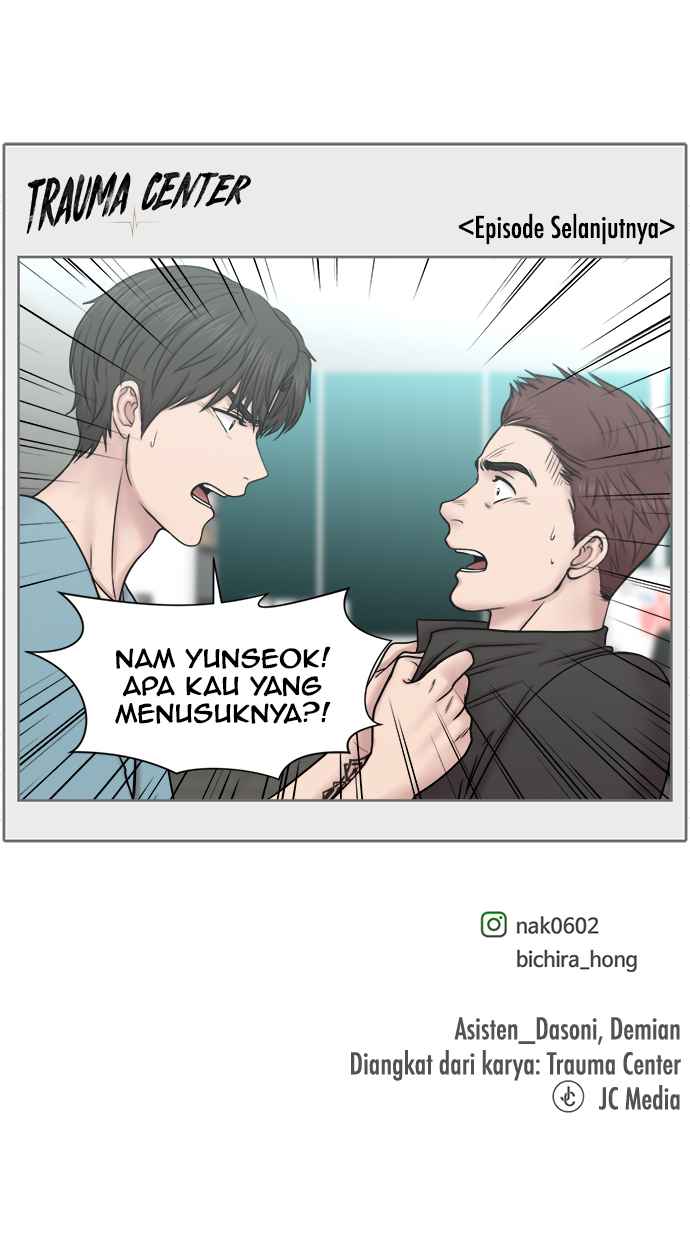 TRAUMA CENTER
<Episode Selanjutnya>
NAM YUNSEOK!
APA KAU YANG
MENUSUKNYA?!
nak0602
bichira_hong
Asisten_Dasoni, Demian
Diangkat dari karya: Trauma Center
JC JC Media